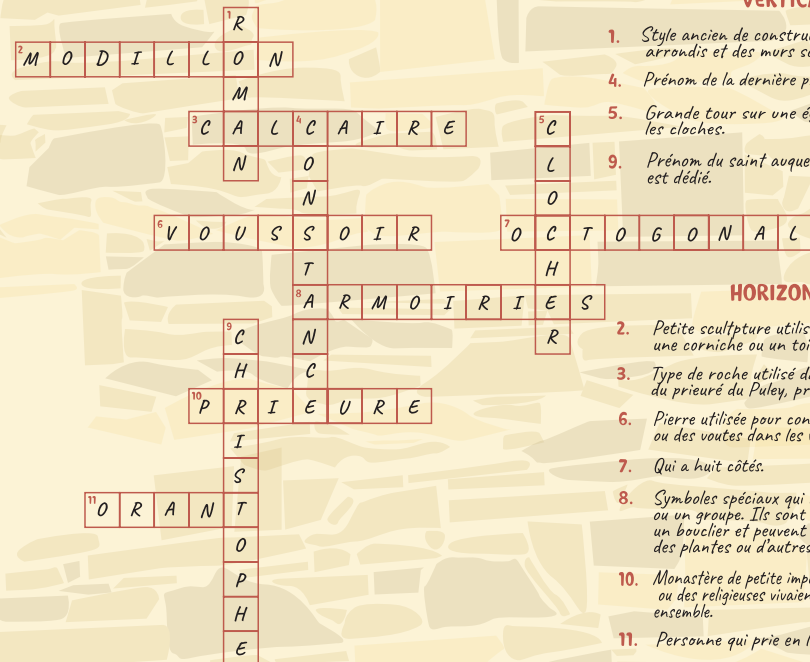 VERTIC
1. Style ancien de constru
arrondis et des murs s
4. Prénom de la dernière p
5. Grande tour sur une ég
les cloches.
9. Prénom du saint auque
est dédié.
HORIZON
2. Petite scultpture utilis
une corniche ou un toi
3. Type de roche utilisé d
du prieuré du Puley, pr
6. Pierre utilisée pour con
ou des voutes dans les
7. Qui a huit côtés.
8. Symboles spéciaux qui
ou un groupe. Ils sont
un bouclier et peuvent
des plantes ou d'autres
10. Monastère de petite imp
ou des religieuses vivaien
ensemble.
11. Personne qui prie en l
1 ROMAN
2 MODILLON
3 CALCAIRE
4 CONSTANCE
5 CLOCHER
6 VOUSSOIR
7 OCTOGONAL
8 ARMOIRIES
9 CHRISTOPHE
10 PRIEURE
11 ORANT